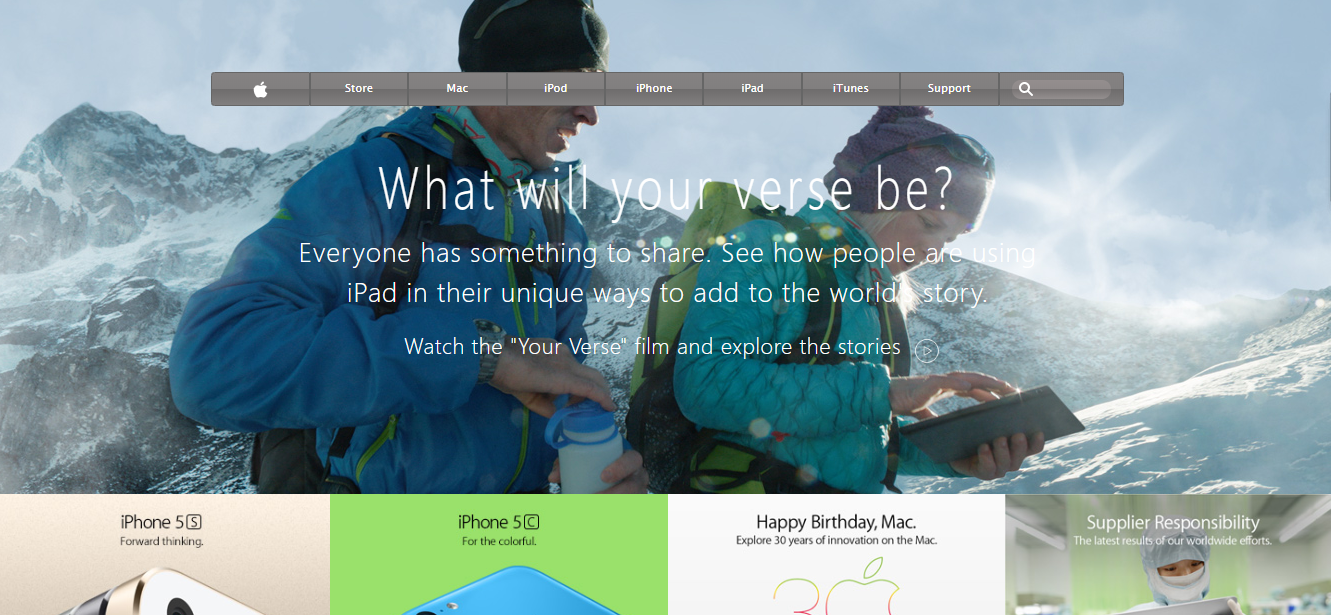 Store
Mac
iPod
iPhone
iPad
iTunes
Support
What will your verse be?
Everyone has something to share. See how people are using
iPad in their unique ways to add to the world's story.
Watch the "Your Verse" film and explore the stories
iPhone 5S
Forward thinking.
iPhone 5C
For the colorful.
Happy Birthday, Mac.
Explore 30 years of innovation on the Mac.
30
Supplier Responsibility
The latest results of our worldwide efforts.